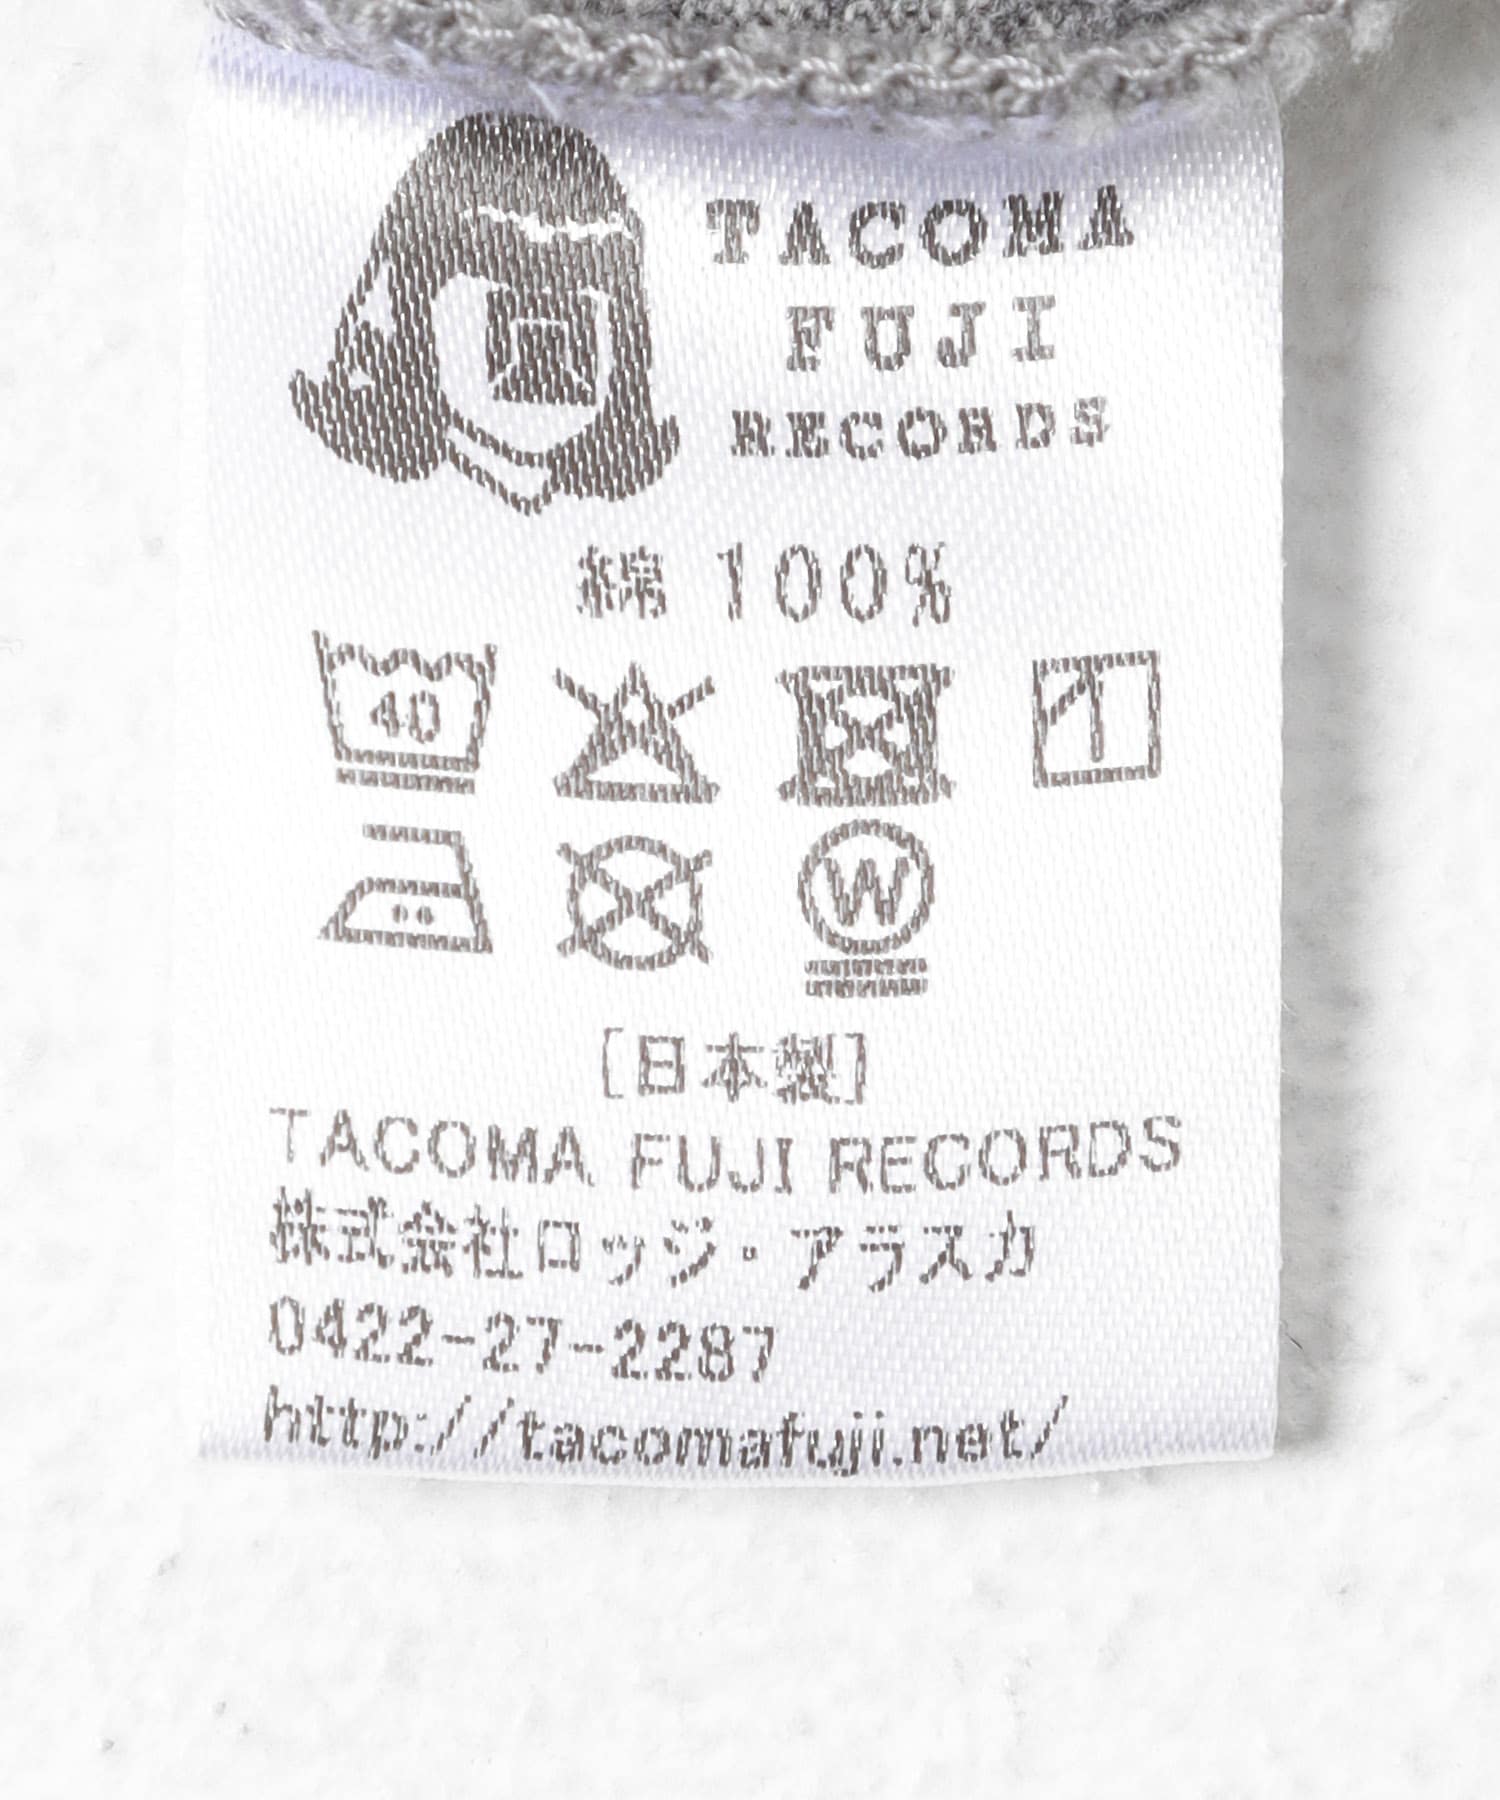 TACOMA
FUJI
RECORDS
綿 100%
40
W
[日本製]
TACOMA FUJI RECORDS
株式会社ロッジ・アラスカ
0422-27-2287
http://tacomafuji.net/